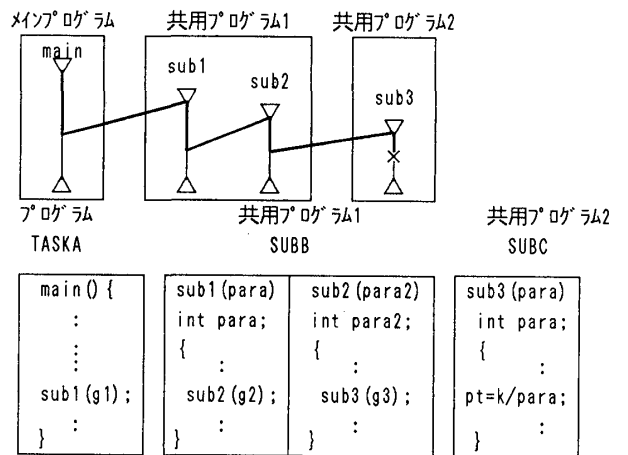 メインプログラム 共用プログラム1 共用プログラム2
main
sub1
sub2
sub3
プログラム 共用プログラム1 共用プログラム2
TASKA SUBB SUBC
main(){
:
:
sub1(g1);
:
}
sub1(para)
int para;
{
:
sub2(g2);
:
}
sub2(para2)
int para2;
{
:
sub3(g3);
:
}
sub3(para)
int para;
{
:
pt=k/para;
:
}